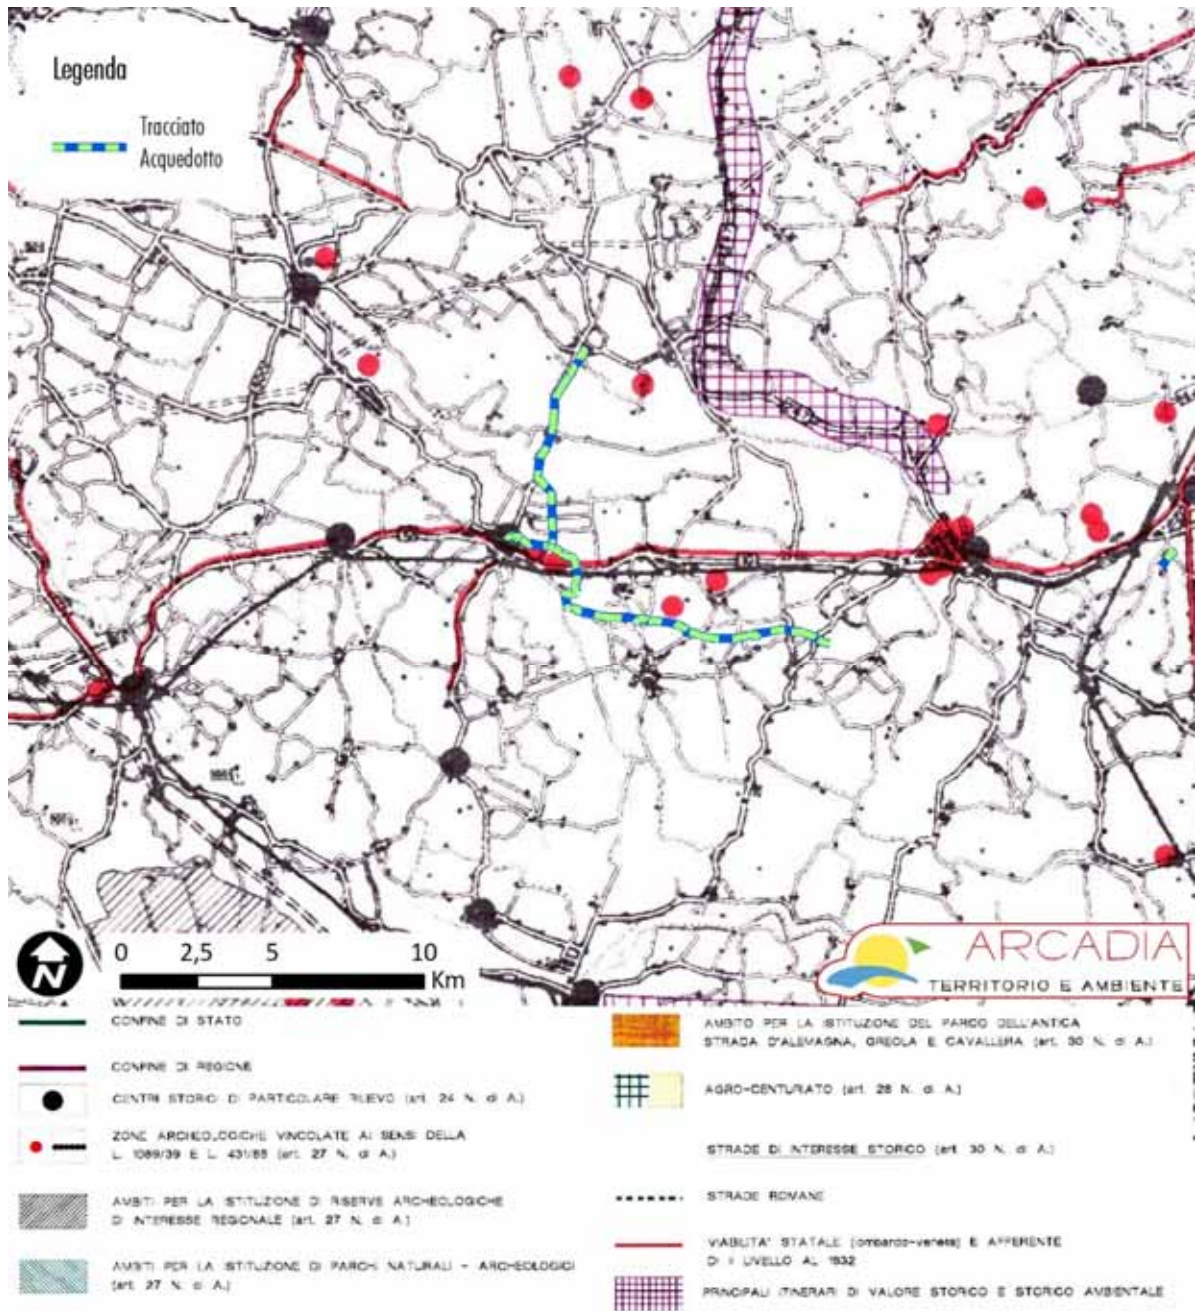 Legenda
Tracciato
Acquedotto
N
0 2,5 5 10
Km
ARCADIA
TERRITORIO E AMBIENTE
CONFINE DI STATO
CONFINE DI REGIONE
CENTRI STORICI DI PARTICOLARE RILIEVO (art. 24 N. di A.)
ZONE ARCHEOLOGICHE VINCOLATE AI SENSI DELLA
L. 1089/39 E L. 431/85 (art. 27 N. di A.)
AMBITI PER LA ISTITUZIONE DI RISERVE ARCHEOLOGICHE
DI INTERESSE REGIONALE (art. 27 N. di A.)
AMBITI PER LA ISTITUZIONE DI PARCHI NATURALI - ARCHEOLOGICI
(art. 27 N. di A.)
AMBITO PER LA ISTITUZIONE DEL PARCO DELL'ANTICA
STRADA D'ALEMAGNA, GREOLA E CAVALLERA (art. 30 N. di A.)
AGRO-CENTURIATO (art. 28 N. di A.)
STRADE DI INTERESSE STORICO (art. 30 N. di A.)
STRADE ROMANE
VIABILITA' STATALE (lombardo-veneta) E AFFERENTE
DI II LIVELLO AL 1832
PRINCIPALI ITINERARI DI VALORE STORICO E STORICO AMBIENTALE